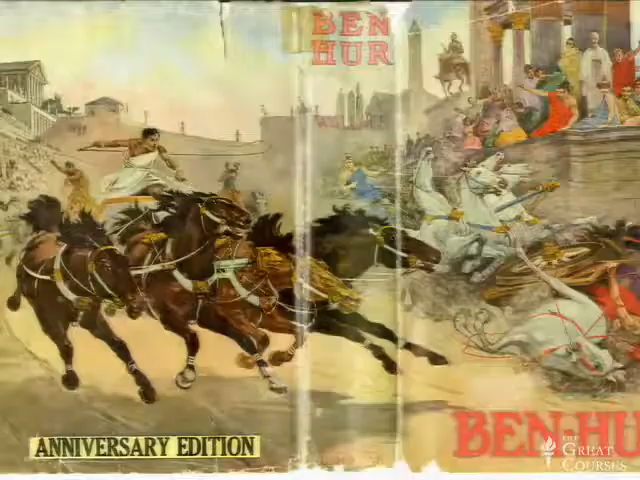 BEN
HUR
ANNIVERSARY EDITION
BEN-HU
THE
GREAT
COURSES